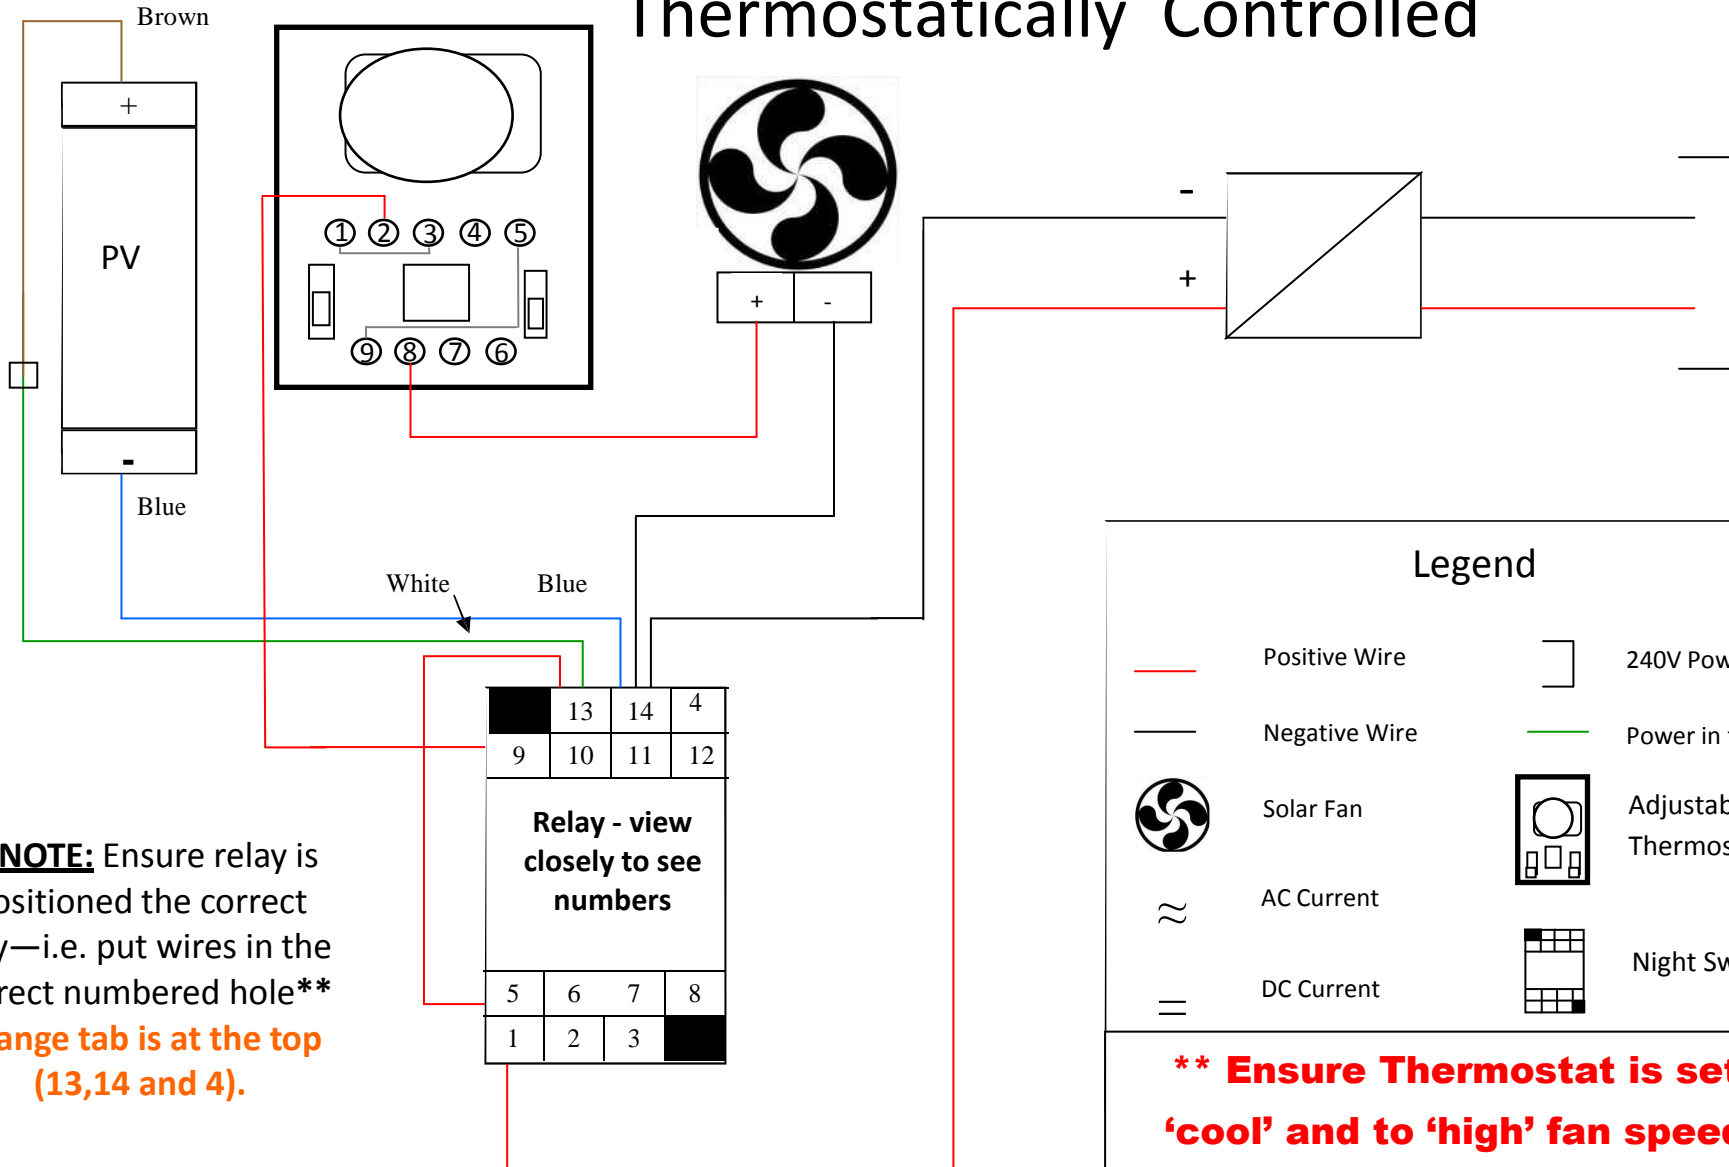 Thermostatically Controlled
Brown
+
PV
-
Blue
1 2 3 4 5
9 8 7 6
+ -
-
+
White Blue
13 14 4
9 10 11 12
Relay - view
closely to see
numbers
5 6 7 8
1 2 3
NOTE: Ensure relay is
ositioned the correct
y—i.e. put wires in the
rect numbered hole**
ange tab is at the top
(13,14 and 4).
Legend
Positive Wire
240V Pow
Negative Wire
Power in
Solar Fan
Adjustab
Thermos
≈ AC Current
Night Sw
= DC Current
** Ensure Thermostat is set
‘cool’ and to ‘high’ fan speed